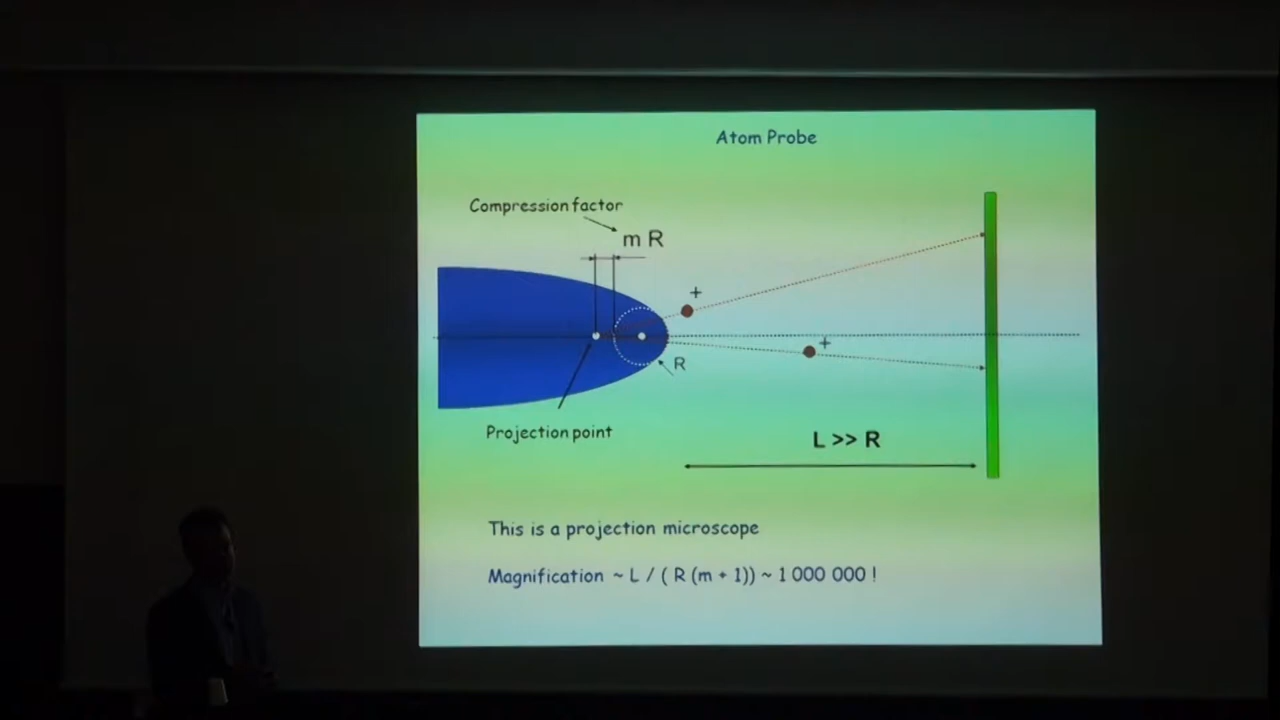 Atom Probe
Compression factor
m R
+
+
R
Projection point
L >> R
This is a projection microscope
Magnification ~ L / ( R (m + 1)) ~ 1 000 000 !